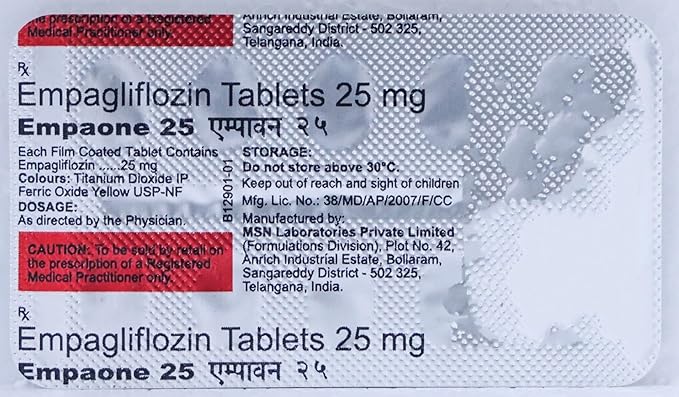 the prescription of a Registered
Medical Practitioner only.
Anrich Industrial Estate, Bollaram,
Sangareddy District - 502 325,
Telangana, India.
Rx
Empagliflozin Tablets 25 mg
Empaone 25 एम्पावन २५
Each Film Coated Tablet Contains
Empagliflozin ......25 mg
Colours: Titanium Dioxide IP
Ferric Oxide Yellow USP-NF
DOSAGE:
As directed by the Physician.
CAUTION: To be sold by retail on
the prescription of a Registered
Medical Practitioner only.
B12901-01
STORAGE:
Do not store above 30°C.
Keep out of reach and sight of children
Mfg. Lic. No.: 38/MD/AP/2007/F/CC
Manufactured by:
MSN Laboratories Private Limited
(Formulations Division), Plot No. 42,
Anrich Industrial Estate, Bollaram,
Sangareddy District - 502 325,
Telangana, India.
Rx
Empagliflozin Tablets 25 mg
Empaone 25 एम्पावन २५